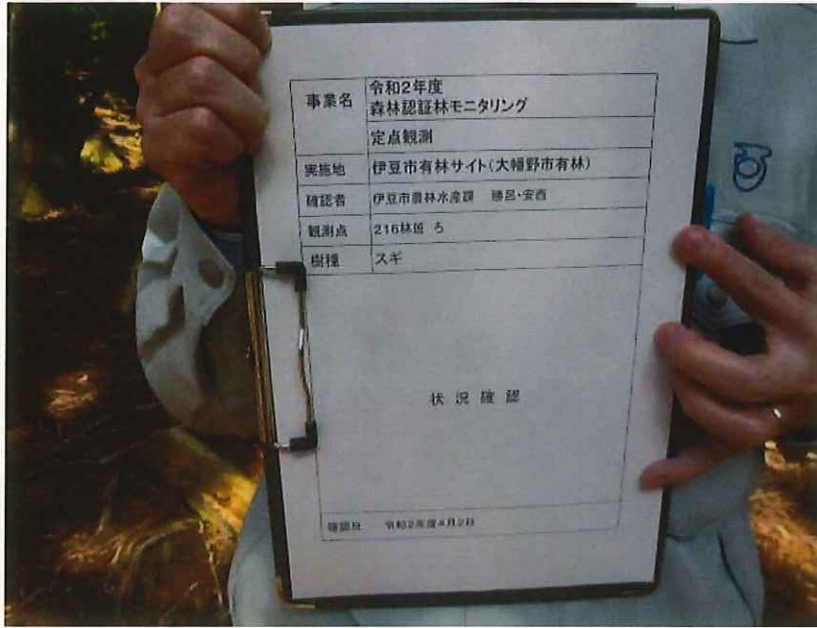 事業名 令和2年度
森林認証林モニタリング
定点観測
実施地 伊豆市有林サイト(大幡野市有林)
確認者 伊豆市農林水産課 勝呂・安西
観測点 216林班 ろ
樹種 スギ
状況確認
確認日 令和2年度4月2日